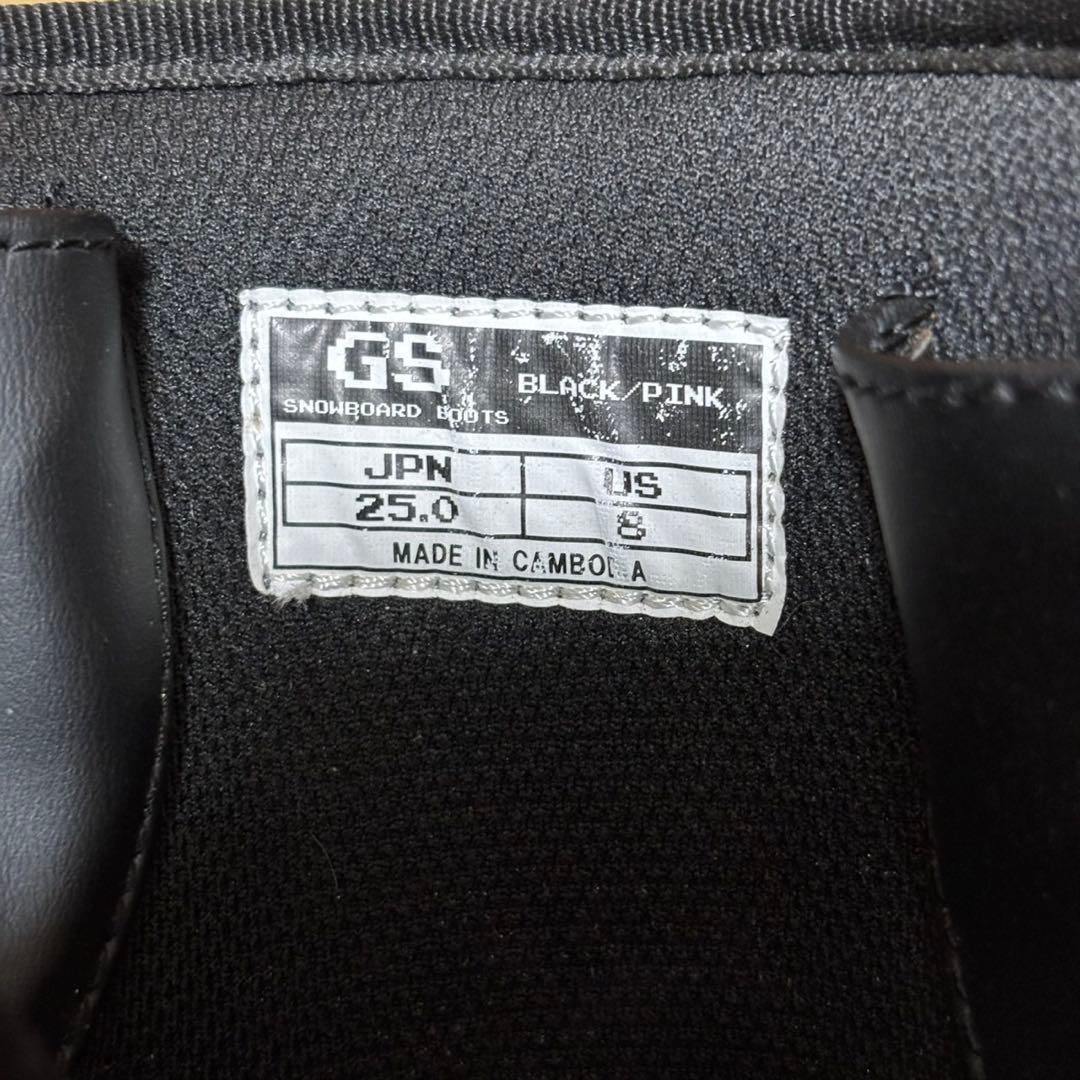 GS
SNOWBOARD BOOTS
BLACK/PINK
JPN US
25.0 8
MADE IN CAMBODIA